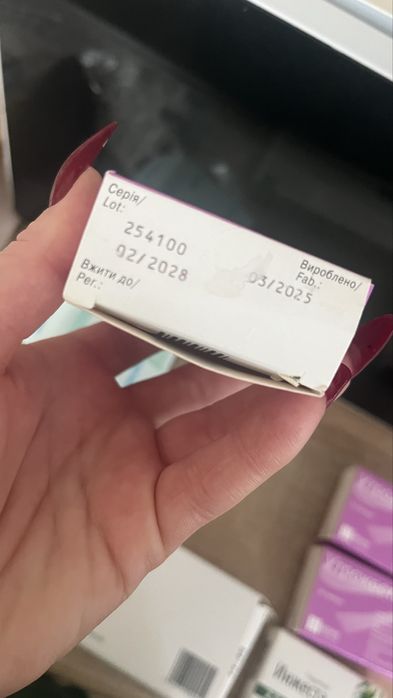 Серія/
Lot:
254100
02/2028
Вжити до/
Per.:
Вироблено/
Fab.:
03/2025